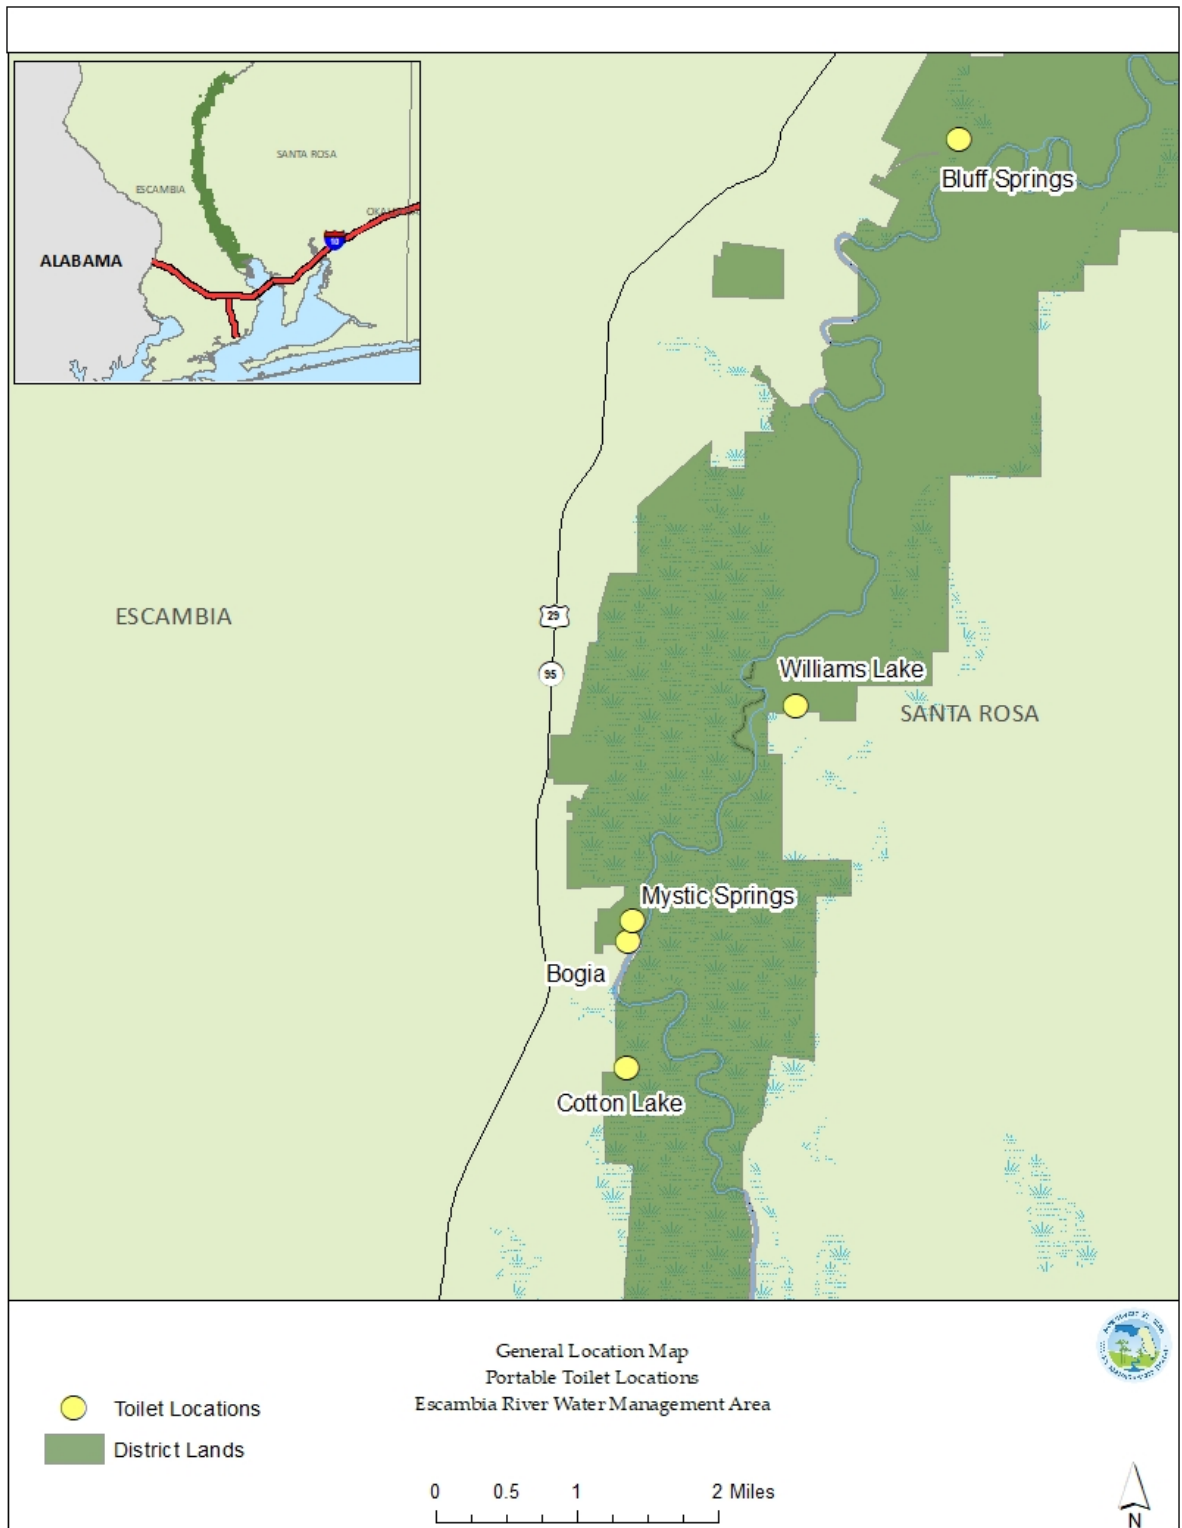 SANTA ROSA
ESCAMBIA
10
ALABAMA
Bluff Springs
29
ESCAMBIA
Williams Lake
95
SANTA ROSA
Mystic Springs
Bogia
Cotton Lake
General Location Map
Portable Toilet Locations
Escambia River Water Management Area
Toilet Locations
District Lands
0 0.5 1 2 Miles
N